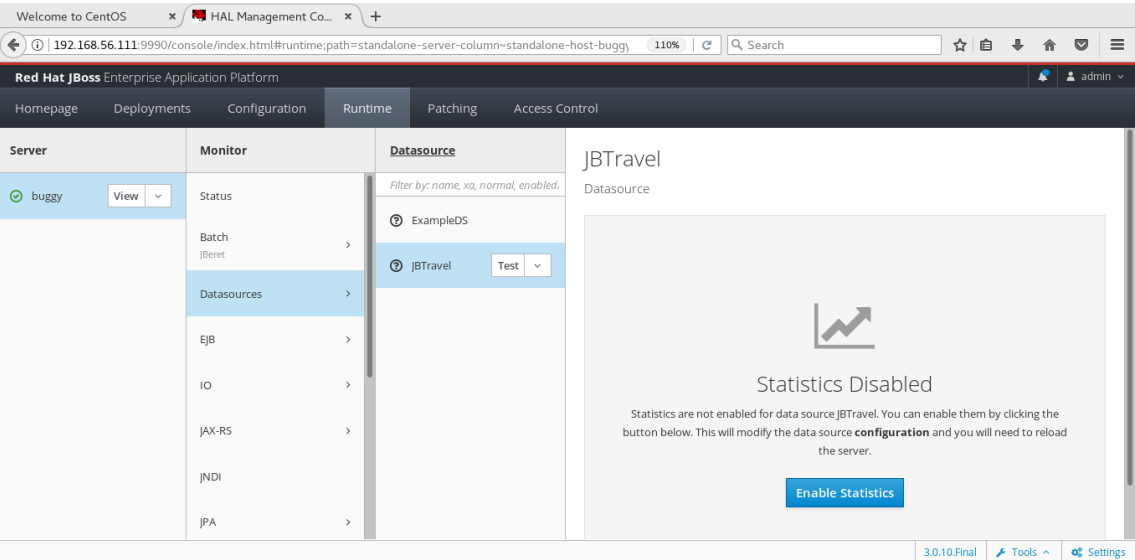 Welcome to CentOS
HAL Management Co...
192.168.56.111:9990/console/index.html#runtime;path=standalone-server-column~standalone-host-buggy
110%
Search
Red Hat JBoss Enterprise Application Platform
admin
Homepage Deployments Configuration Runtime Patching Access Control
Server
Monitor
Datasource
buggy
View
Status
Batch
JBeret
Datasources
EJB
IO
JAX-RS
JNDI
JPA
Filter by: name, xa, normal, enabled,
ExampleDS
JBTravel
Test
JBTravel
Datasource
Statistics Disabled
Statistics are not enabled for data source JBTravel. You can enable them by clicking the
button below. This will modify the data source configuration and you will need to reload
the server.
Enable Statistics
3.0.10.Final
Tools
Settings